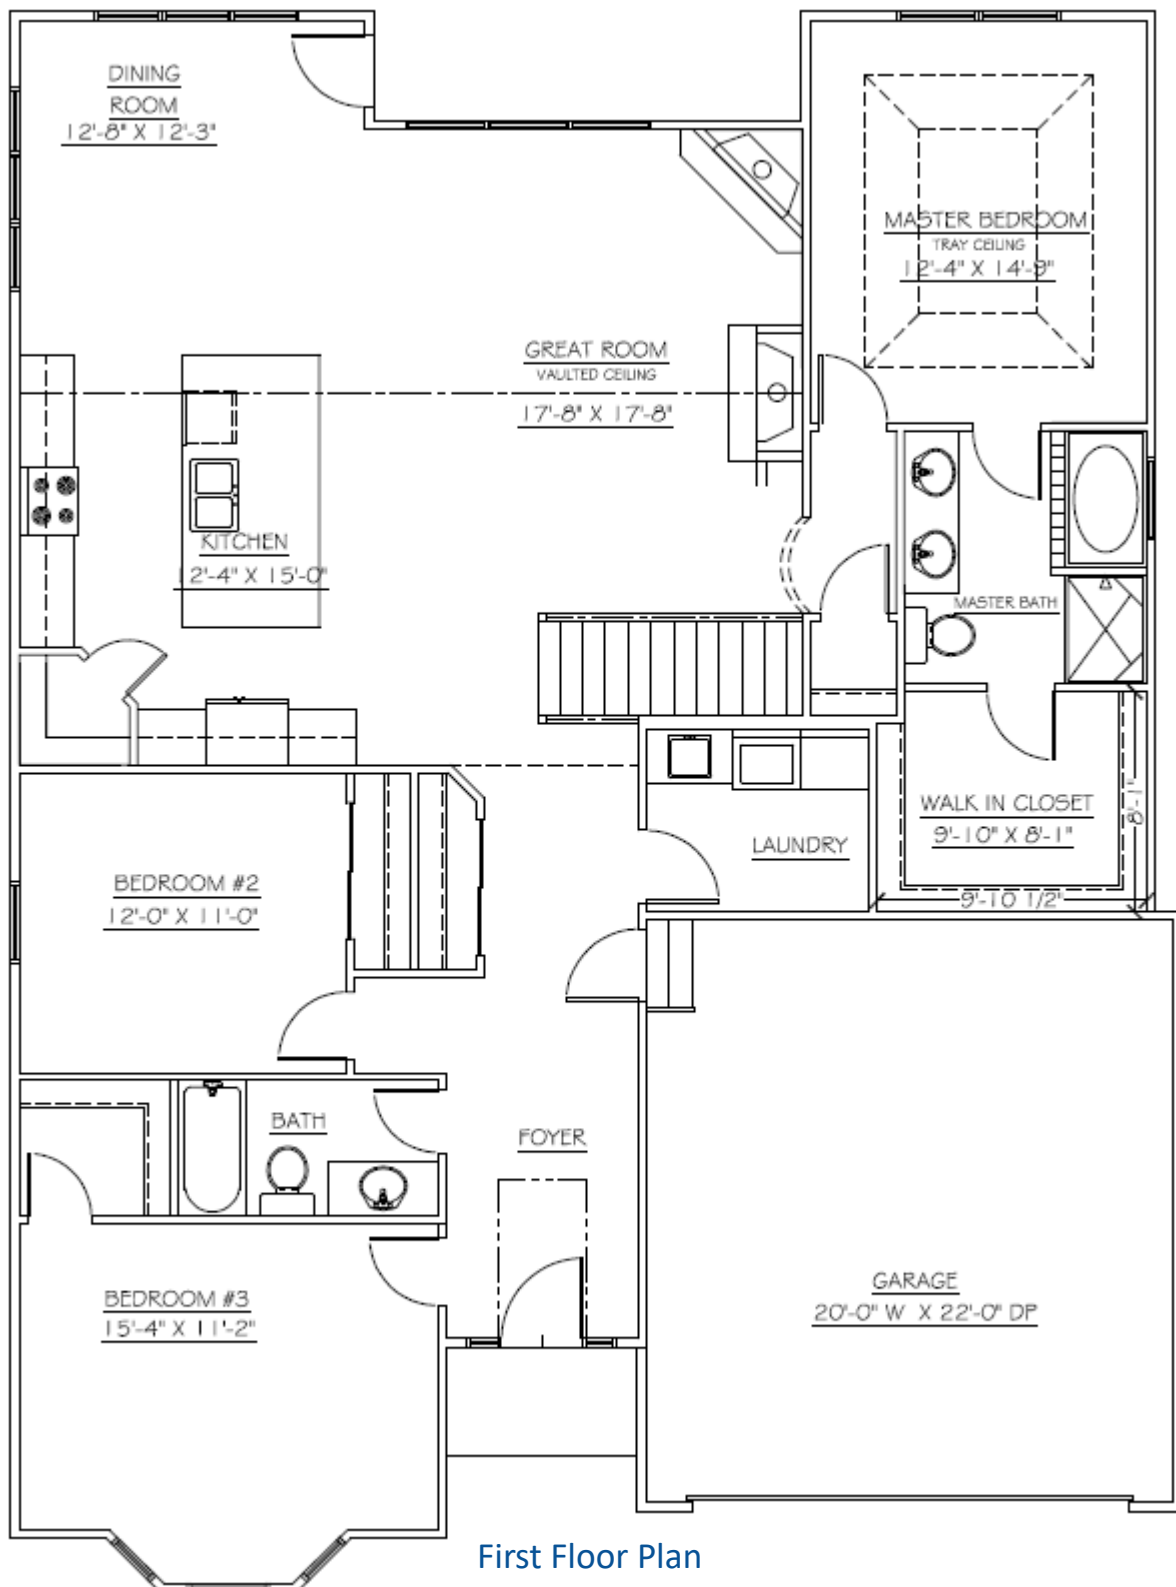 DINING
ROOM
12'-8" X 12'-3"
MASTER BEDROOM
TRAY CEILING
12'-4" X 14'-9"
GREAT ROOM
VAULTED CEILING
17'-8" X 17'-8"
KITCHEN
12'-4" X 15'-0"
MASTER BATH
WALK IN CLOSET
9'-10" X 8'-1"
8'-1"
9'-10 1/2"
LAUNDRY
BEDROOM #2
12'-0" X 11'-0"
BATH
FOYER
BEDROOM #3
15'-4" X 11'-2"
GARAGE
20'-0" W X 22'-0" DP
First Floor Plan